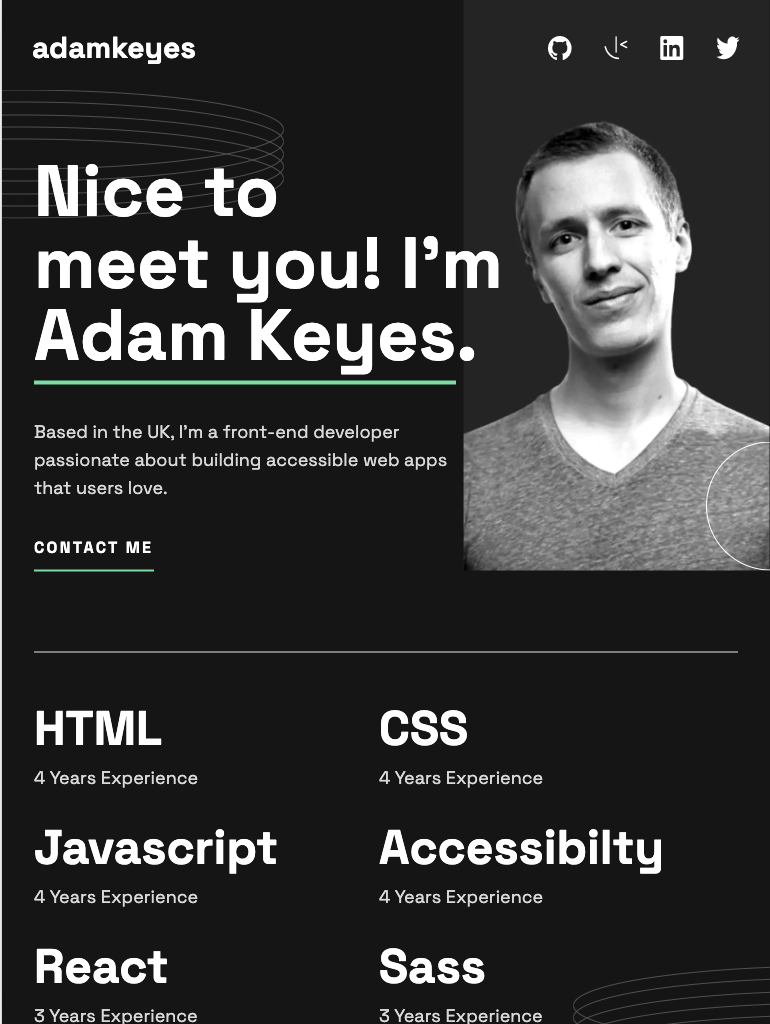 adamkeyes
Nice to
meet you! I’m
Adam Keyes.
Based in the UK, I’m a front-end developer
passionate about building accessible web apps
that users love.
CONTACT ME
HTML
4 Years Experience
CSS
4 Years Experience
Javascript
4 Years Experience
Accessibilty
4 Years Experience
React
3 Years Experience
Sass
3 Years Experience